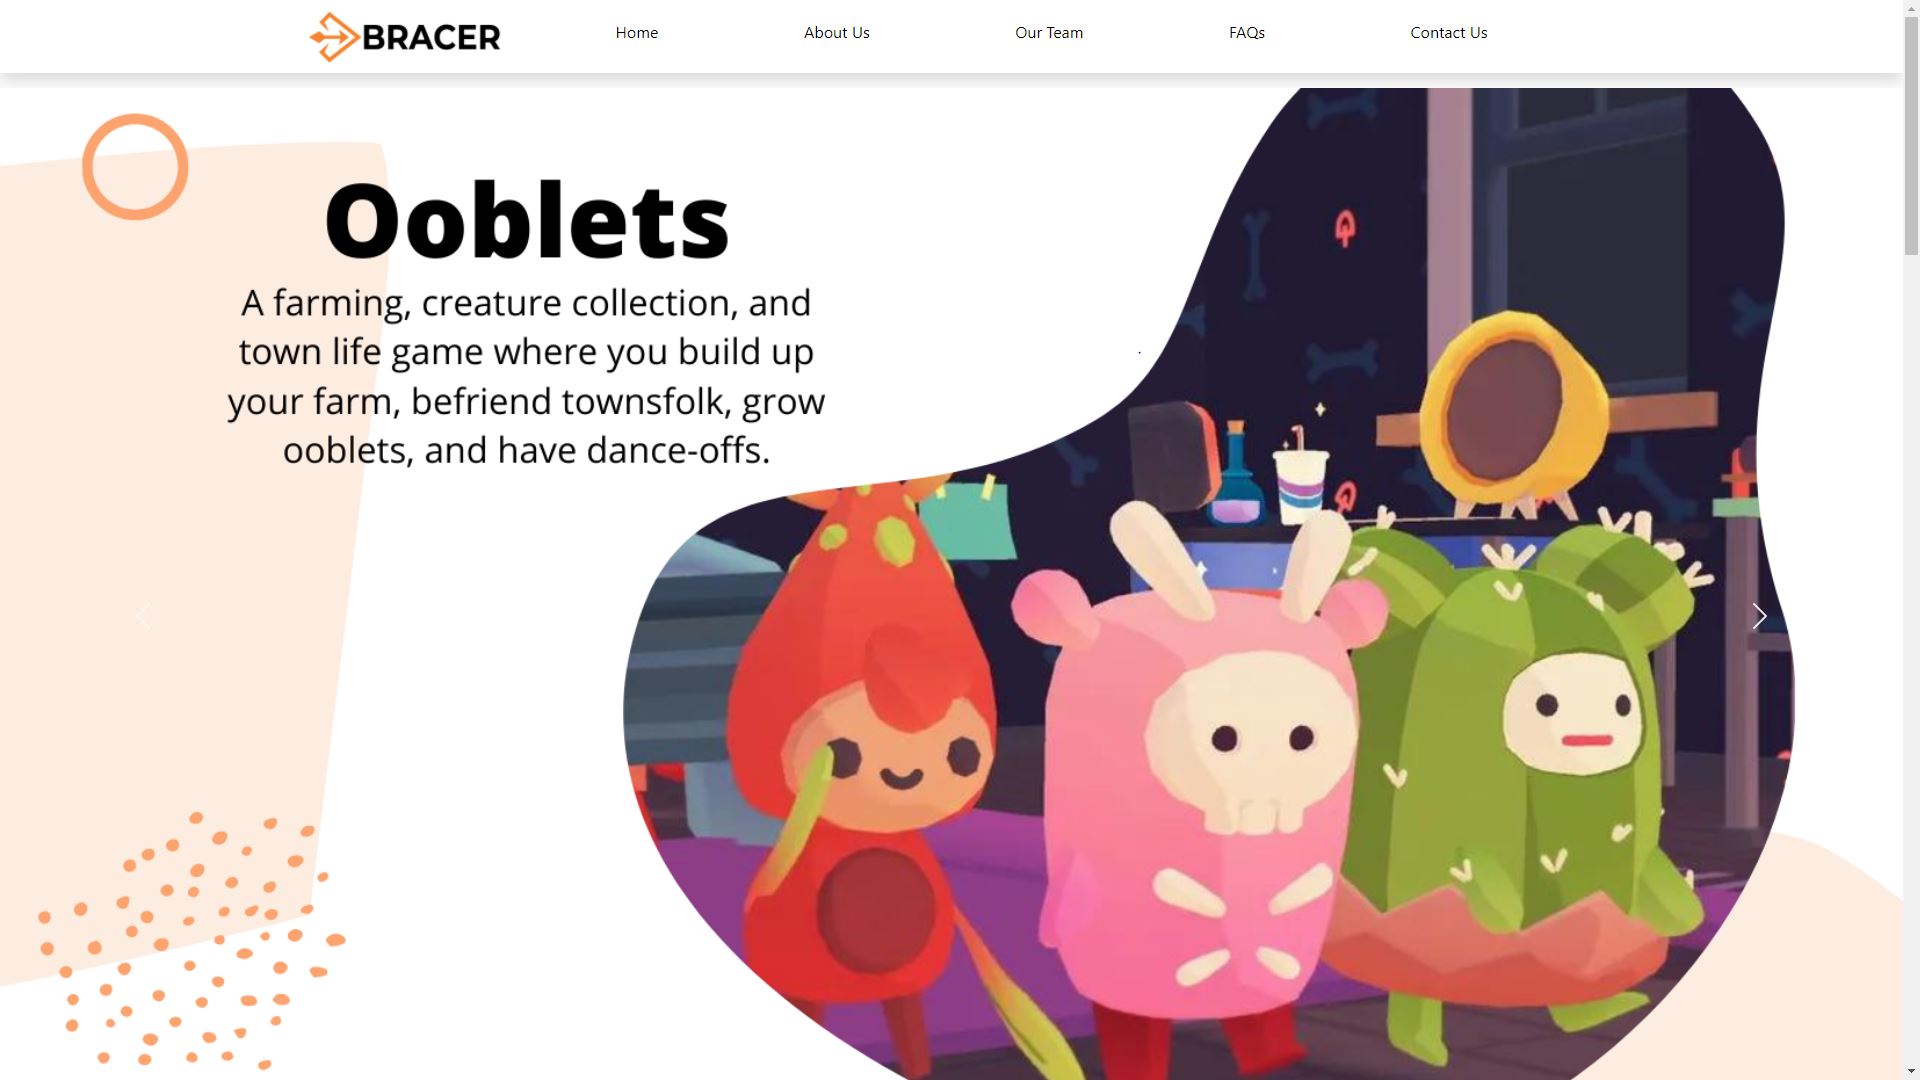 BRACER
Home
About Us
Our Team
FAQs
Contact Us
Ooblets
A farming, creature collection, and
town life game where you build up
your farm, befriend townsfolk, grow
ooblets, and have dance-offs.